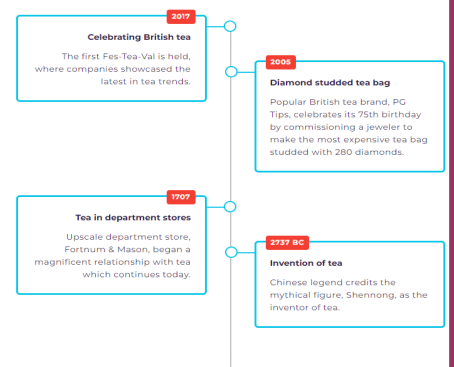 2017
Celebrating British tea
The first Fes-Tea-Val is held,
where companies showcased the
latest in tea trends.
2005
Diamond studded tea bag
Popular British tea brand, PG
Tips, celebrates its 75th birthday
by commissioning a jeweler to
make the most expensive tea bag
studded with 280 diamonds.
1707
Tea in department stores
Upscale department store,
Fortnum & Mason, began a
magnificent relationship with tea
which continues today.
2737 BC
Invention of tea
Chinese legend credits the
mythical figure, Shennong, as the
inventor of tea.